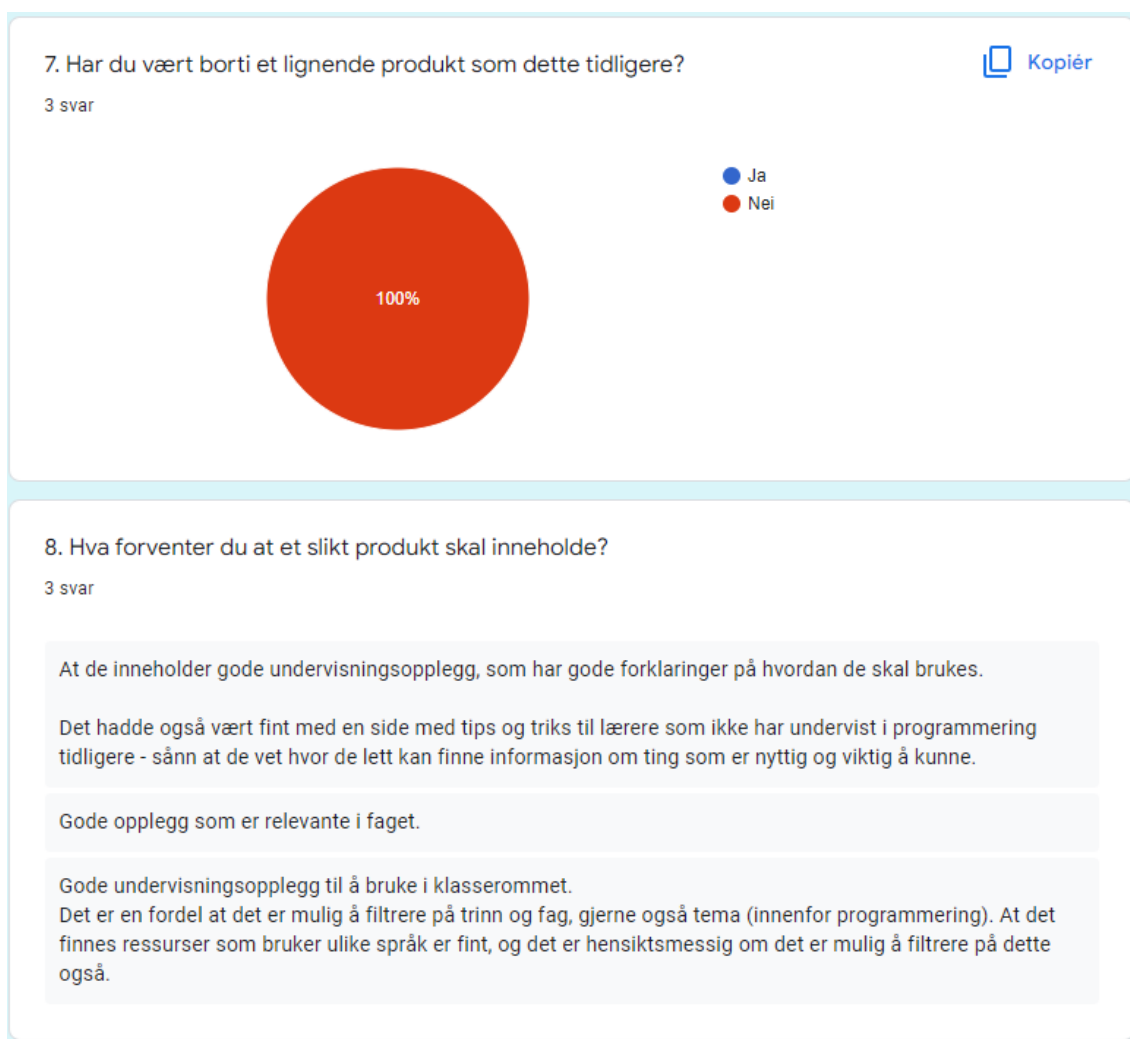 7. Har du vært borti et lignende produkt som dette tidligere?
Kopiér
3 svar
Ja
Nei
100%
8. Hva forventer du at et slikt produkt skal inneholde?
3 svar
At de inneholder gode undervisningsopplegg, som har gode forklaringer på hvordan de skal brukes.
Det hadde også vært fint med en side med tips og triks til lærere som ikke har undervist i programmering
tidligere - sånn at de vet hvor de lett kan finne informasjon om ting som er nyttig og viktig å kunne.
Gode opplegg som er relevante i faget.
Gode undervisningsopplegg til å bruke i klasserommet.
Det er en fordel at det er mulig å filtrere på trinn og fag, gjerne også tema (innenfor programmering). At det
finnes ressurser som bruker ulike språk er fint, og det er hensiktsmessig om det er mulig å filtrere på dette
også.